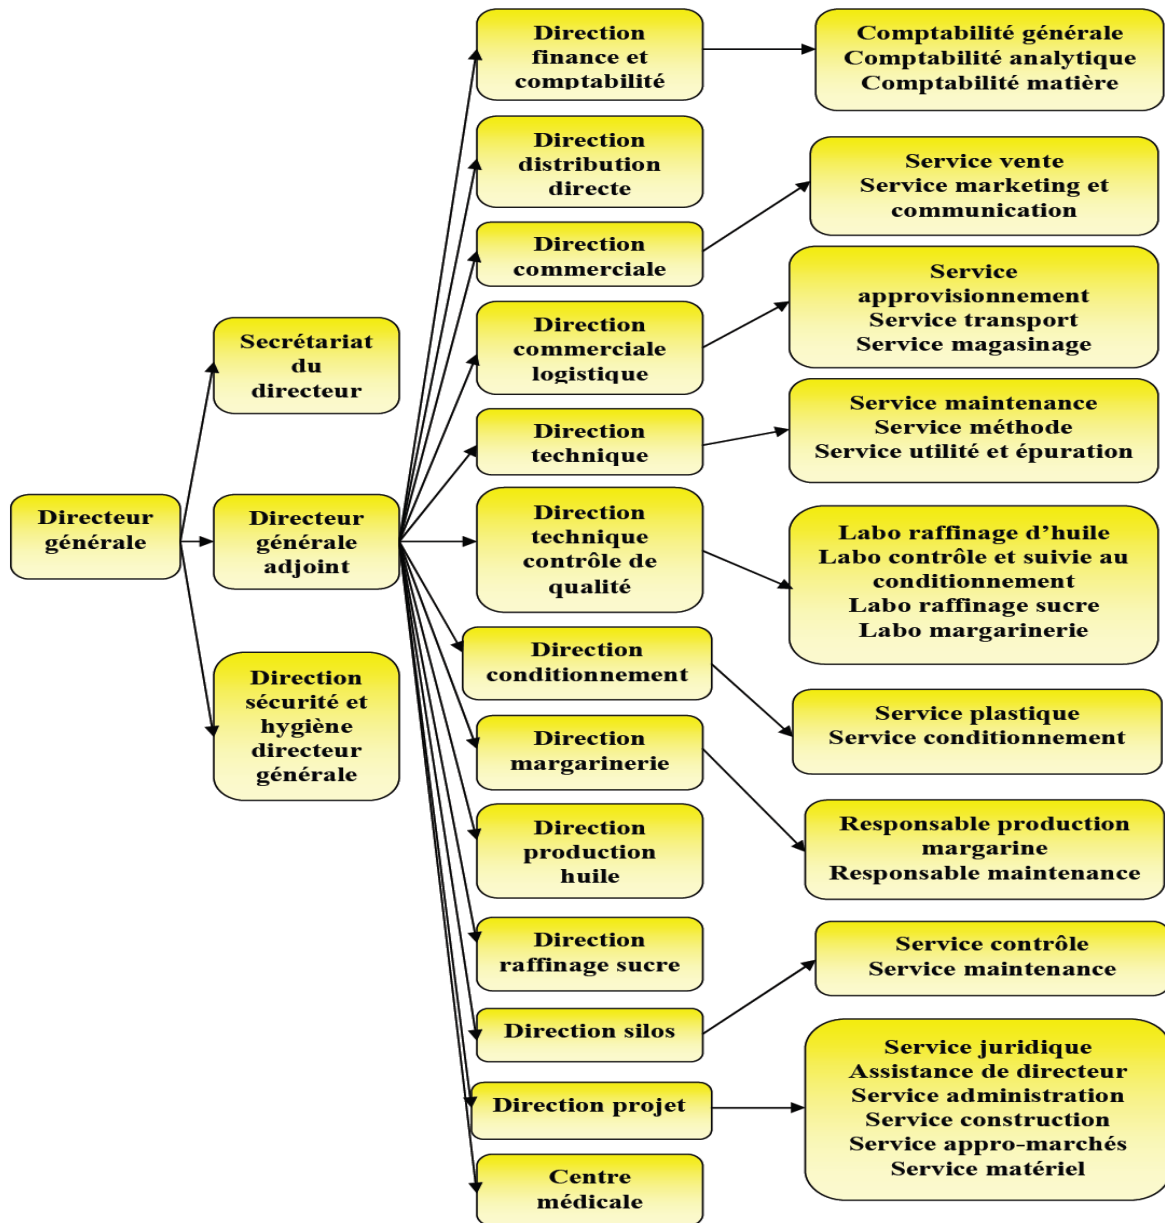 Directeur
générale
Secrétariat
du
directeur
Directeur
générale
adjoint
Direction
sécurité et
hygiène
directeur
générale
Direction
finance et
comptabilité
Direction
distribution
directe
Direction
commerciale
Direction
commerciale
logistique
Direction
technique
Direction
technique
contrôle de
qualité
Direction
conditionnement
Direction
margarinerie
Direction
production
huile
Direction
raffinage sucre
Direction silos
Direction projet
Centre
médicale
Comptabilité générale
Comptabilité analytique
Comptabilité matière
Service vente
Service marketing et
communication
Service
approvisionnement
Service transport
Service magasinage
Service maintenance
Service méthode
Service utilité et épuration
Labo raffinage d’huile
Labo contrôle et suivie au
conditionnement
Labo raffinage sucre
Labo margarinerie
Service plastique
Service conditionnement
Responsable production
margarine
Responsable maintenance
Service contrôle
Service maintenance
Service juridique
Assistance de directeur
Service administration
Service construction
Service appro-marchés
Service matériel